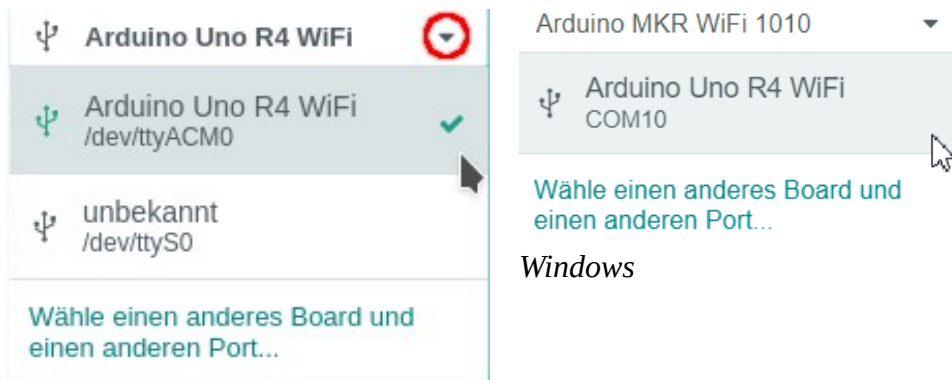 Arduino Uno R4 WiFi
Arduino Uno R4 WiFi
/dev/ttyACM0
unbekannt
/dev/ttyS0
Wähle einen anderes Board und
einen anderen Port...
Arduino MKR WiFi 1010
Arduino Uno R4 WiFi
COM10
Wähle einen anderes Board und
einen anderen Port...
Windows